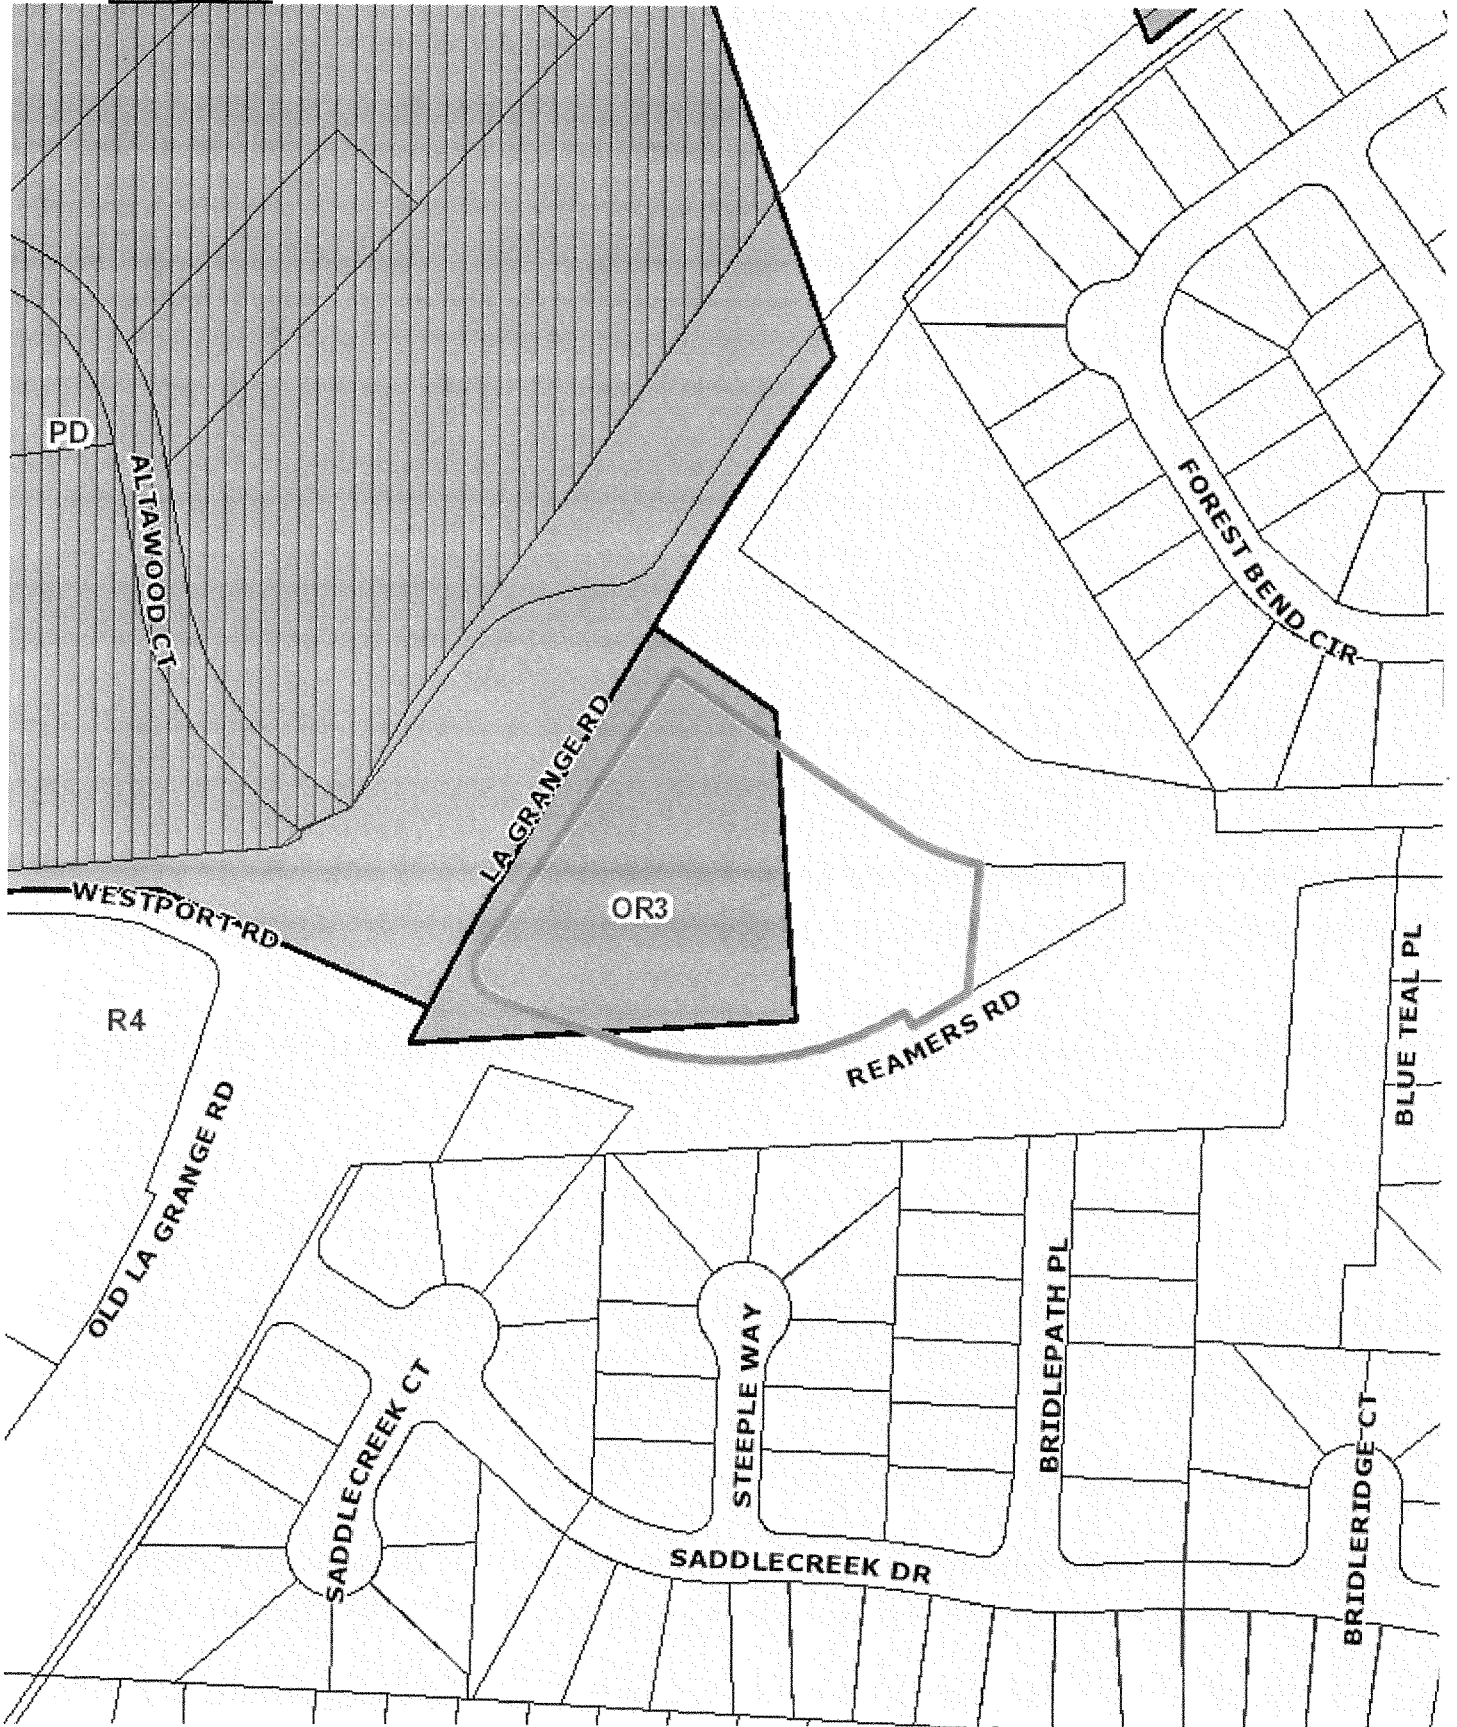 PD
ALTAWOOD CT
FOREST BEND CIR
LA GRANGE RD
OR3
WESTPORT RD
R4
REAMERS RD
BLUE TEAL PL
OLD LA GRANGE RD
BRIDLEPATH PL
STEEPLE WAY
SADDLECREEK CT
BRIDLERIDGE CT
SADDLECREEK DR